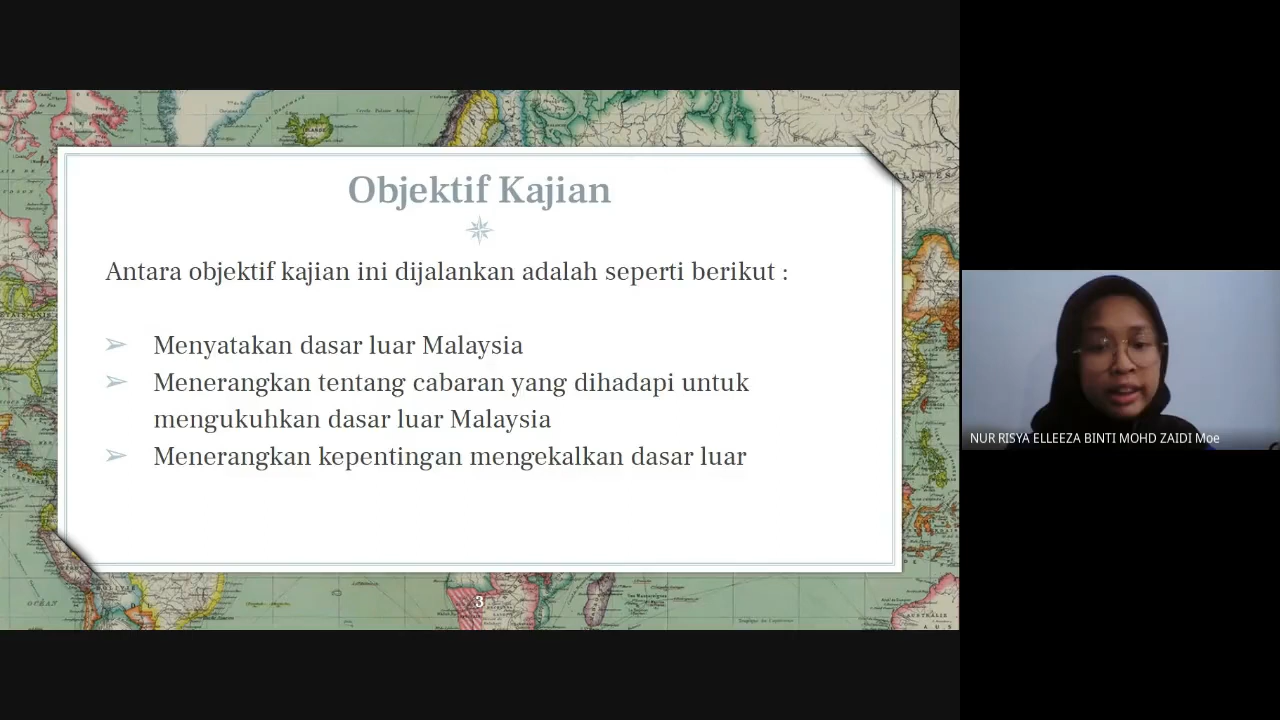 Objektif Kajian
Antara objektif kajian ini dijalankan adalah seperti berikut :
➢ Menyatakan dasar luar Malaysia
➢ Menerangkan tentang cabaran yang dihadapi untuk
mengukuhkan dasar luar Malaysia
➢ Menerangkan kepentingan mengekalkan dasar luar
3
NUR RISYA ELLEEZA BINTI MOHD ZAIDI Moe